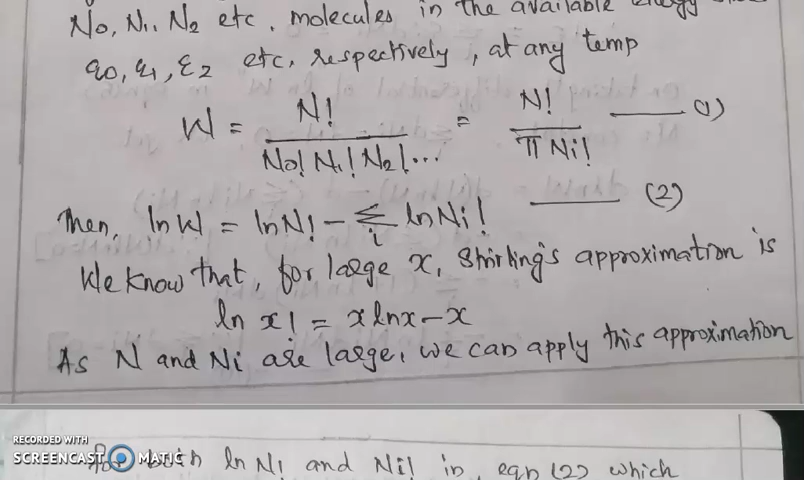 No, N1, N2 etc. molecules in the available energy
ε0, ε1, ε2 etc, respectively, at any temp
W = N! / No! N1! N2!... = N! / π Ni! —— (1)
Then, ln W = ln N! - Σi ln Ni! —— (2)
We know that, for large x, Stirling's approximation is
ln x! = x ln x - x
As N and Ni are large, we can apply this approximation
for both ln N! and Ni! in eqn (2) which
RECORDED WITH
SCREENCAST MATIC